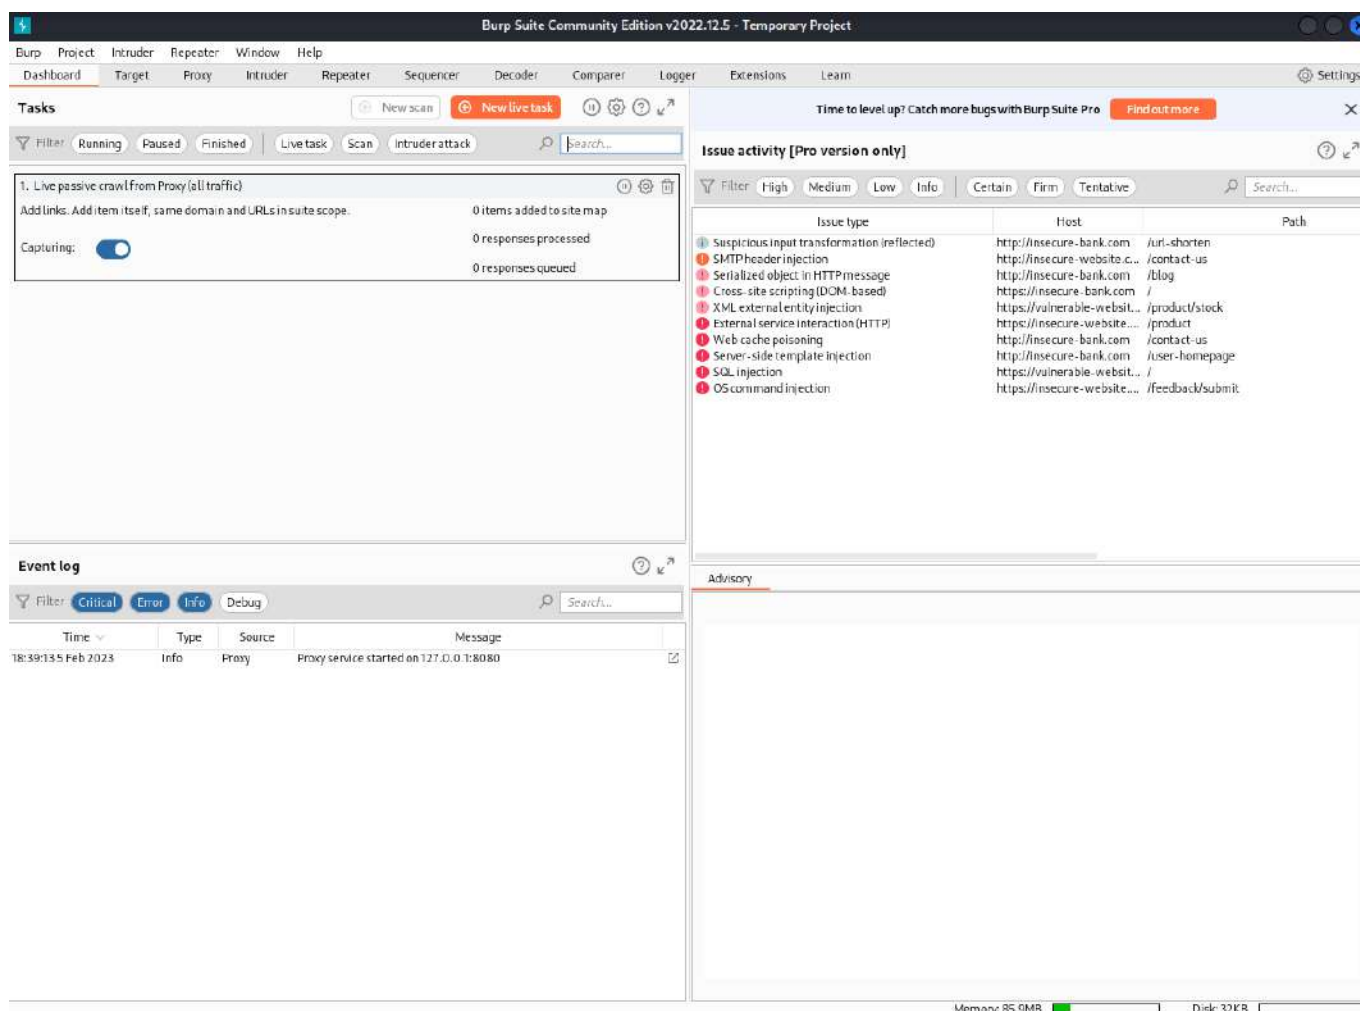 Burp Suite Community Edition v2022.12.5 - Temporary Project
Burp Project Intruder Repeater Window Help
Dashboard Target Proxy Intruder Repeater Sequencer Decoder Comparer Logger Extensions Learn Settings
Tasks New scan New live task
Filter Running Paused Finished Live task Scan Intruder attack Search...
1. Live passive crawl from Proxy (all traffic)
Add links. Add item itself, same domain and URLs in suite scope. 0 items added to site map
Capturing: 0 responses processed
0 responses queued
Event log
Filter Critical Error Info Debug Search...
Time Type Source Message
18:39:13 5 Feb 2023 Info Proxy Proxy service started on 127.0.0.1:8080
Time to level up? Catch more bugs with Burp Suite Pro Find out more
Issue activity [Pro version only]
Filter High Medium Low Info Certain Firm Tentative Search...
Issue type Host Path
Suspicious input transformation (reflected) http://insecure-bank.com /url-shorten
SMTP header injection http://insecure-website.c... /contact-us
Serialized object in HTTP message http://insecure-bank.com /blog
Cross-site scripting (DOM-based) https://insecure-bank.com /
XML external entity injection https://vulnerable-websit... /product/stock
External service interaction (HTTP) https://insecure-website.... /product
Web cache poisoning http://insecure-bank.com /contact-us
Server-side template injection http://insecure-bank.com /user-homepage
SQL injection https://vulnerable-websit... /
OS command injection https://insecure-website.... /feedback/submit
Advisory
Memory: 85.9MB Disk: 32KB